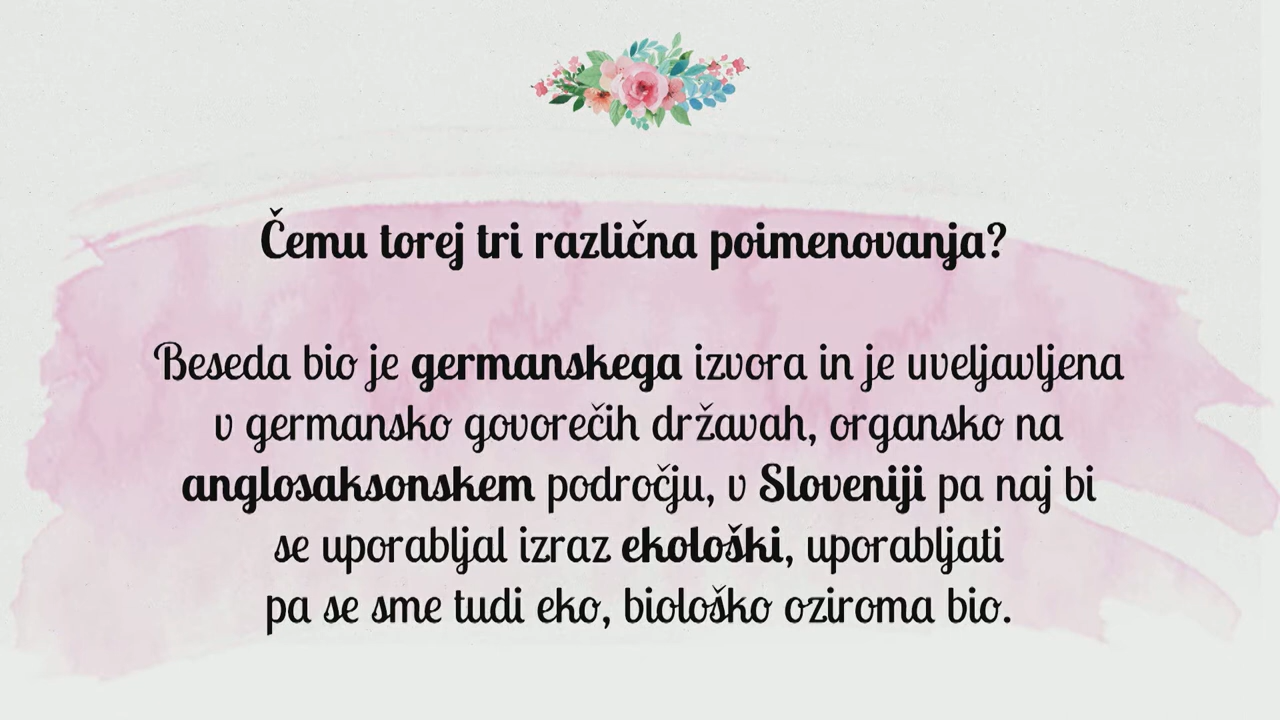 Čemu torej tri različna poimenovanja?
Beseda bio je germanskega izvora in je uveljavljena
v germansko govorečih državah, organsko na
anglosaksonskem področju, v Sloveniji pa naj bi
se uporabljal izraz ekološki, uporabljati
pa se sme tudi eko, biološko oziroma bio.